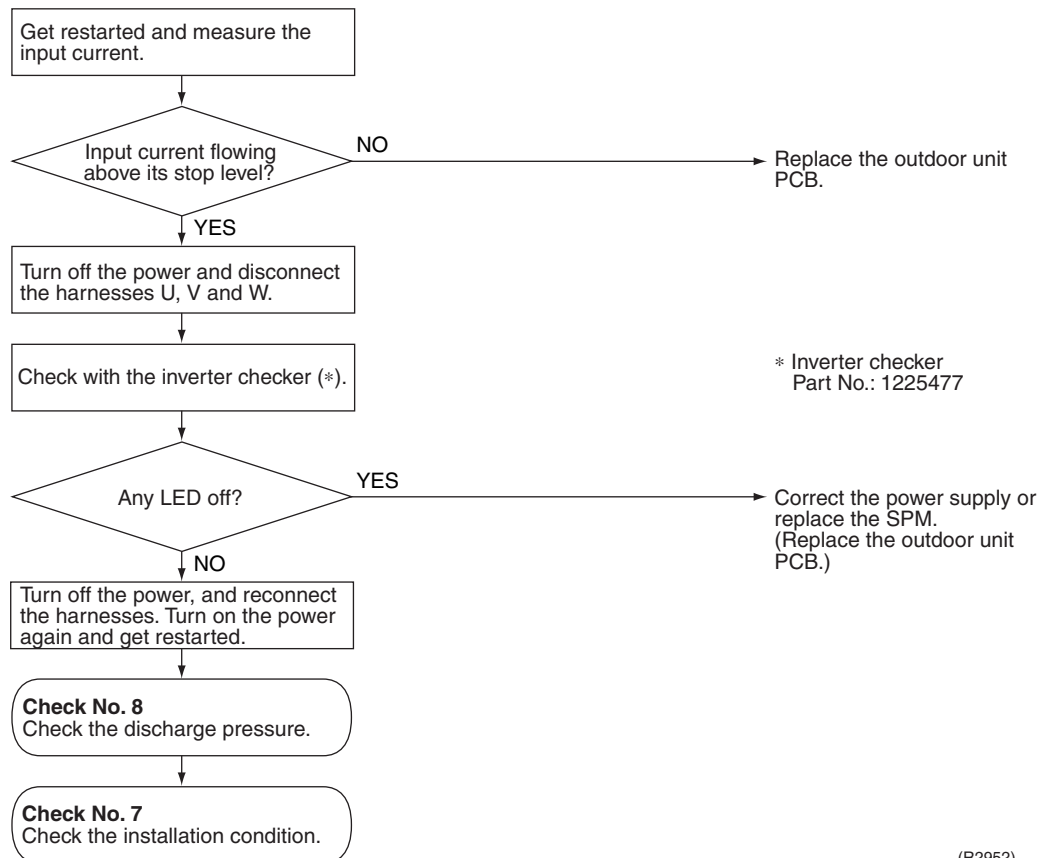 Get restarted and measure the
input current.
Input current flowing
above its stop level?
NO
Replace the outdoor unit
PCB.
YES
Turn off the power and disconnect
the harnesses U, V and W.
Check with the inverter checker (*).
* Inverter checker
Part No.: 1225477
Any LED off?
YES
Correct the power supply or
replace the SPM.
(Replace the outdoor unit
PCB.)
NO
Turn off the power, and reconnect
the harnesses. Turn on the power
again and get restarted.
Check No. 8
Check the discharge pressure.
Check No. 7
Check the installation condition.
(R2952)